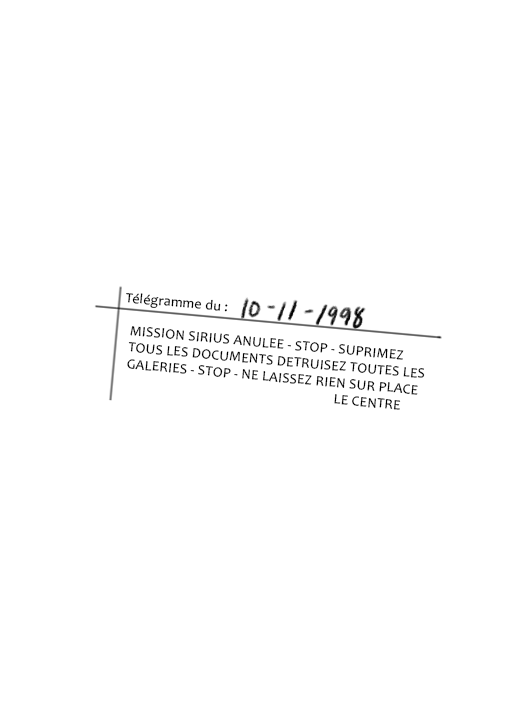 Télégramme du : 10-11-1998
MISSION SIRIUS ANULEE - STOP - SUPRIMEZ
TOUS LES DOCUMENTS DETRUISEZ TOUTES LES
GALERIES - STOP - NE LAISSEZ RIEN SUR PLACE
LE CENTRE